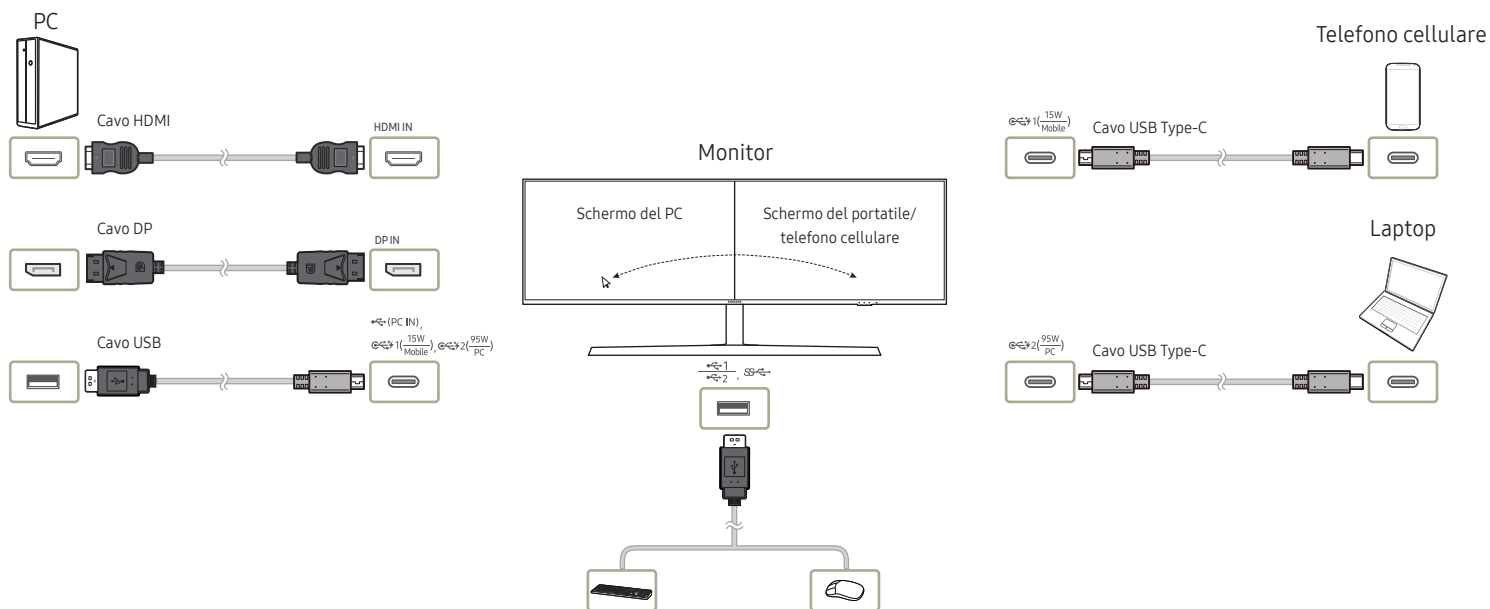 PC
Cavo HDMI
HDMI IN
Cavo DP
DP IN
Cavo USB
(PC IN),
1(15W/Mobile), 2(95W/PC)
Monitor
Schermo del PC
Schermo del portatile/
telefono cellulare
SAMSUNG
1
2, SS
Telefono cellulare
1(15W/Mobile)
Cavo USB Type-C
Laptop
2(95W/PC)
Cavo USB Type-C